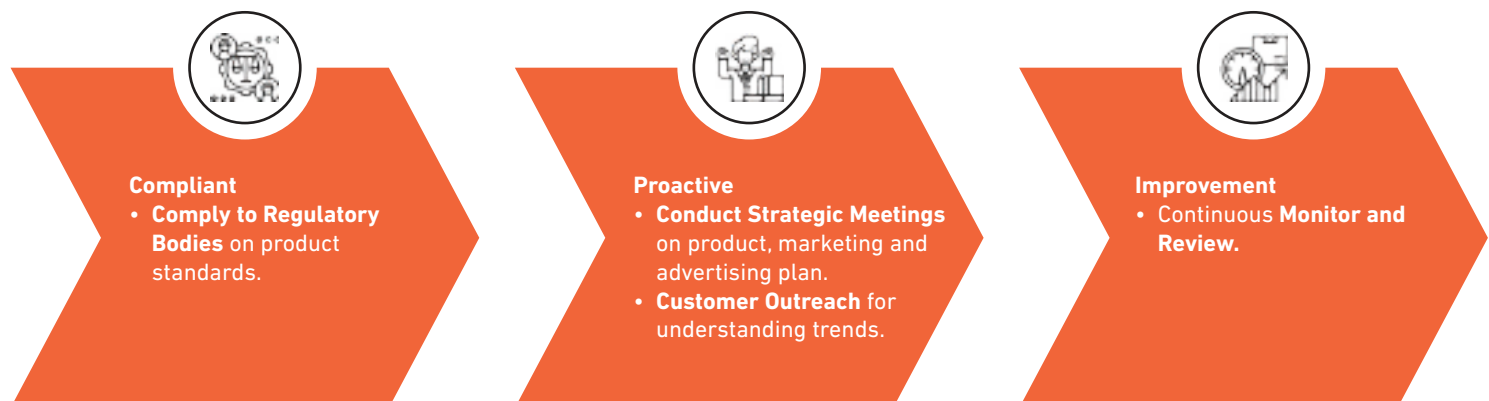 Compliant
• Comply to Regulatory
Bodies on product
standards.
Proactive
• Conduct Strategic Meetings
on product, marketing and
advertising plan.
• Customer Outreach for
understanding trends.
Improvement
• Continuous Monitor and
Review.